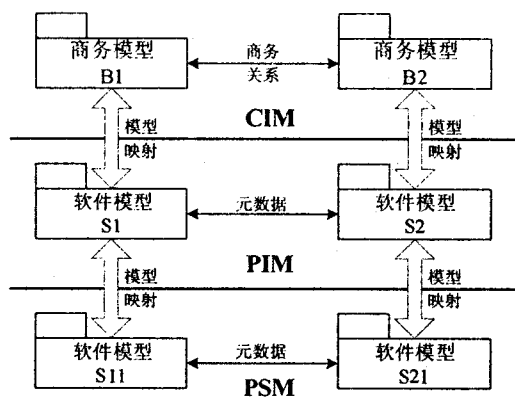 商务模型
B1
商务
关系
商务模型
B2
CIM
模型
映射
模型
映射
软件模型
S1
元数据
软件模型
S2
PIM
模型
映射
模型
映射
软件模型
S11
元数据
软件模型
S21
PSM